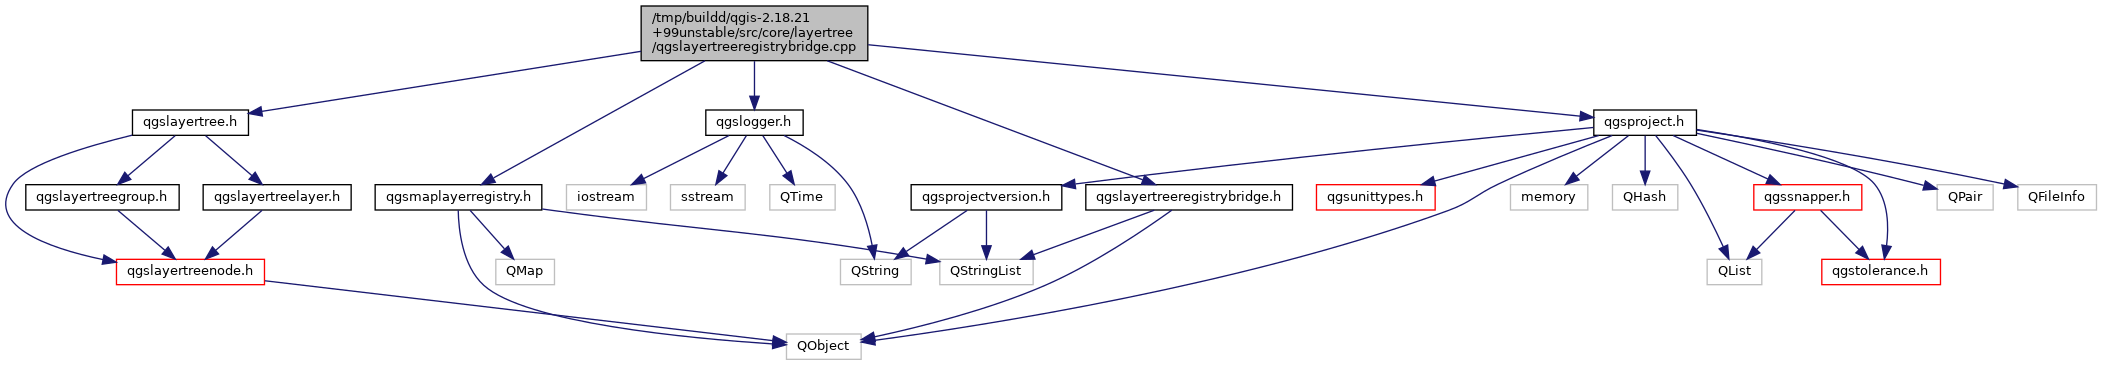 /tmp/buildd/qgis-2.18.21
+99unstable/src/core/layertree
/qgslayertreeregistrybridge.cpp
qgslayertree.h
qgslogger.h
qgsproject.h
qgslayertreegroup.h
qgslayertreelayer.h
qgsmaplayerregistry.h
iostream
sstream
QTime
qgsprojectversion.h
qgslayertreeregistrybridge.h
qgsunittypes.h
memory
QHash
qgssnapper.h
QPair
QFileInfo
qgslayertreenode.h
QMap
QString
QStringList
QList
qgstolerance.h
QObject